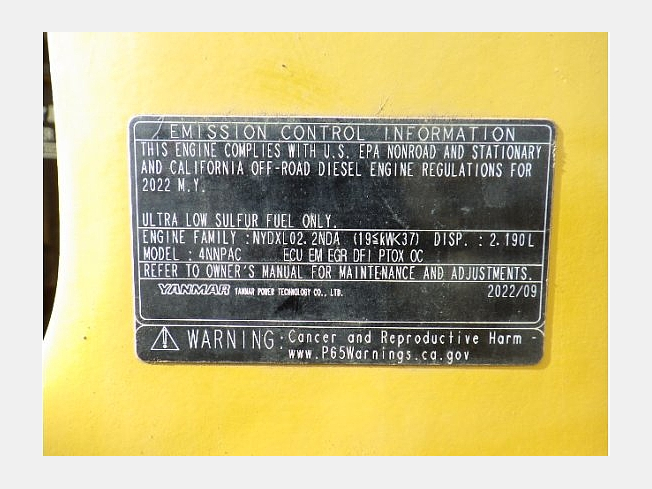 EMISSION CONTROL INFORMATION
THIS ENGINE COMPLIES WITH U.S. EPA NONROAD AND STATIONARY
AND CALIFORNIA OFF-ROAD DIESEL ENGINE REGULATIONS FOR
2022 M.Y.
ULTRA LOW SULFUR FUEL ONLY.
ENGINE FAMILY :NYDXL02.2NDA (19≤kW<37) DISP. :2.190L
MODEL :4NNPAC ECU EM EGR DFI PTOX OC
REFER TO OWNER'S MANUAL FOR MAINTENANCE AND ADJUSTMENTS.
YANMAR YANMAR POWER TECHNOLOGY CO., LTD. 2022/09
WARNING: Cancer and Reproductive Harm -
www.P65Warnings.ca.gov